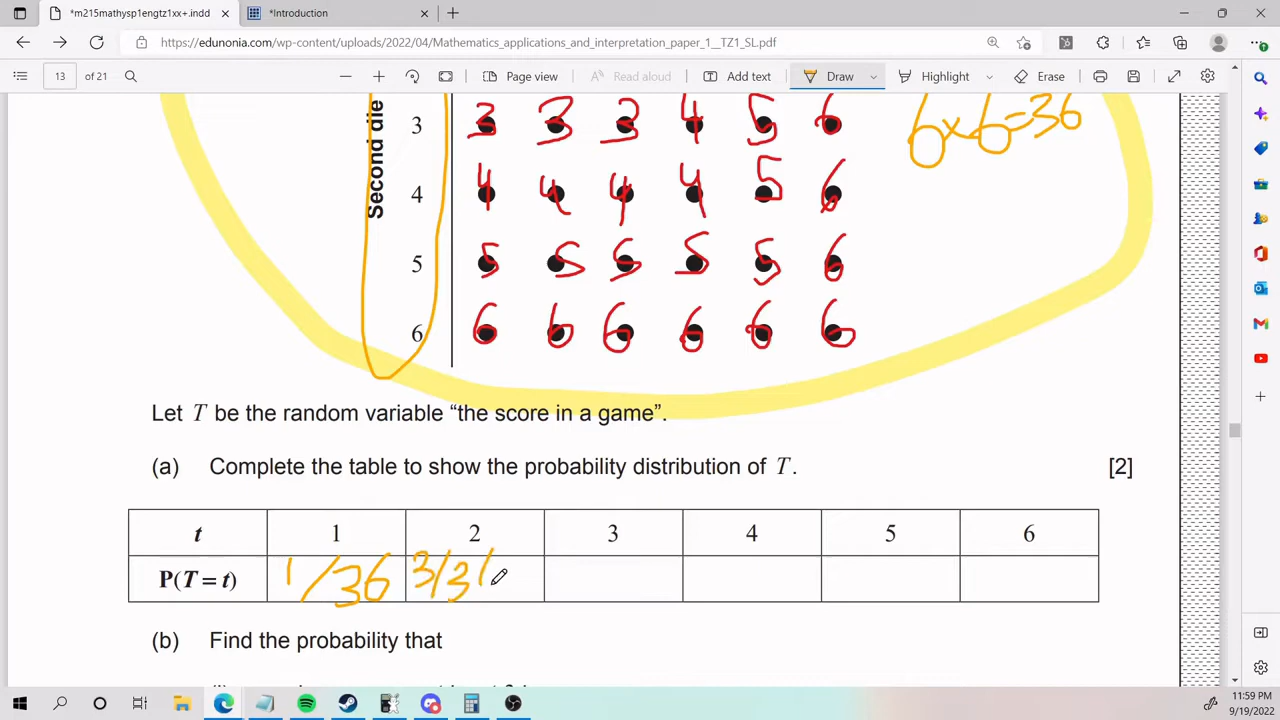 *m215mathysp1engtz1xx+.indd
*Introduction
https://edunonia.com/wp-content/uploads/2022/04/Mathematics_applications_and_interpretation_paper_1__TZ1_SL.pdf
13 of 21
Page view
Read aloud
Add text
Draw
Highlight
Erase
Second die
3 3 3 3 4 5 6
6×6=36
4 4 4 4 4 5 6
5 5 5 5 5 5 6
6 6 6 6 6 6 6
Let T be the random variable “the score in a game”.
(a) Complete the table to show the probability distribution of T. [2]
t 1 2 3 4 5 6
P(T = t) 1/36 3/3
(b) Find the probability that
11:59 PM
9/19/2022